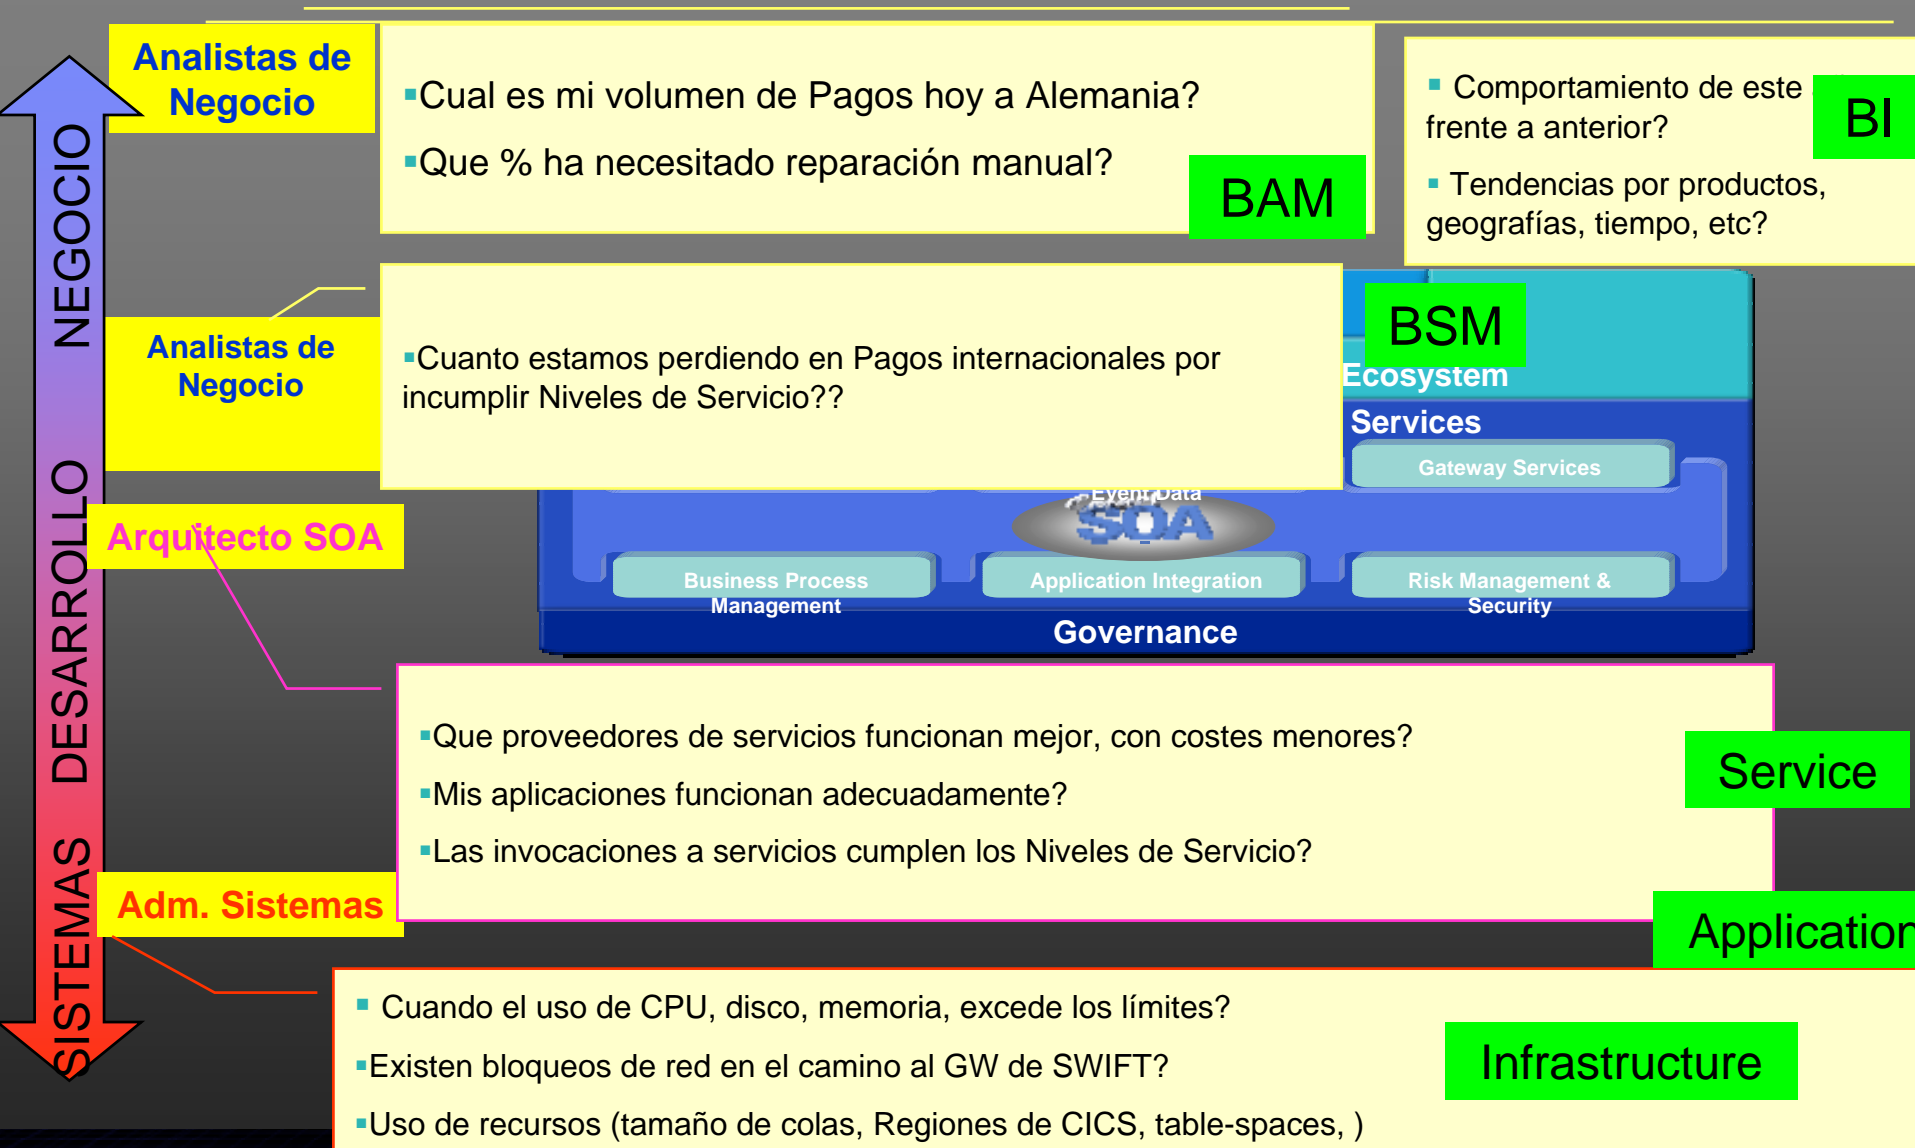 Analistas de
Negocio
▪Cual es mi volumen de Pagos hoy a Alemania?
▪Que % ha necesitado reparación manual?
BAM
▪ Comportamiento de este
frente a anterior?
▪ Tendencias por productos,
geografías, tiempo, etc?
BI
NEGOCIO
DESARROLLO
SISTEMAS
Analistas de
Negocio
▪Cuanto estamos perdiendo en Pagos internacionales por
incumplir Niveles de Servicio??
BSM
Ecosystem
Services
Gateway Services
Event Data
SOA
Business Process
Management
Application Integration
Risk Management &
Security
Governance
Arquitecto SOA
▪Que proveedores de servicios funcionan mejor, con costes menores?
▪Mis aplicaciones funcionan adecuadamente?
▪Las invocaciones a servicios cumplen los Niveles de Servicio?
Service
Adm. Sistemas
Application
▪ Cuando el uso de CPU, disco, memoria, excede los límites?
▪Existen bloqueos de red en el camino al GW de SWIFT?
▪Uso de recursos (tamaño de colas, Regiones de CICS, table-spaces, )
Infrastructure